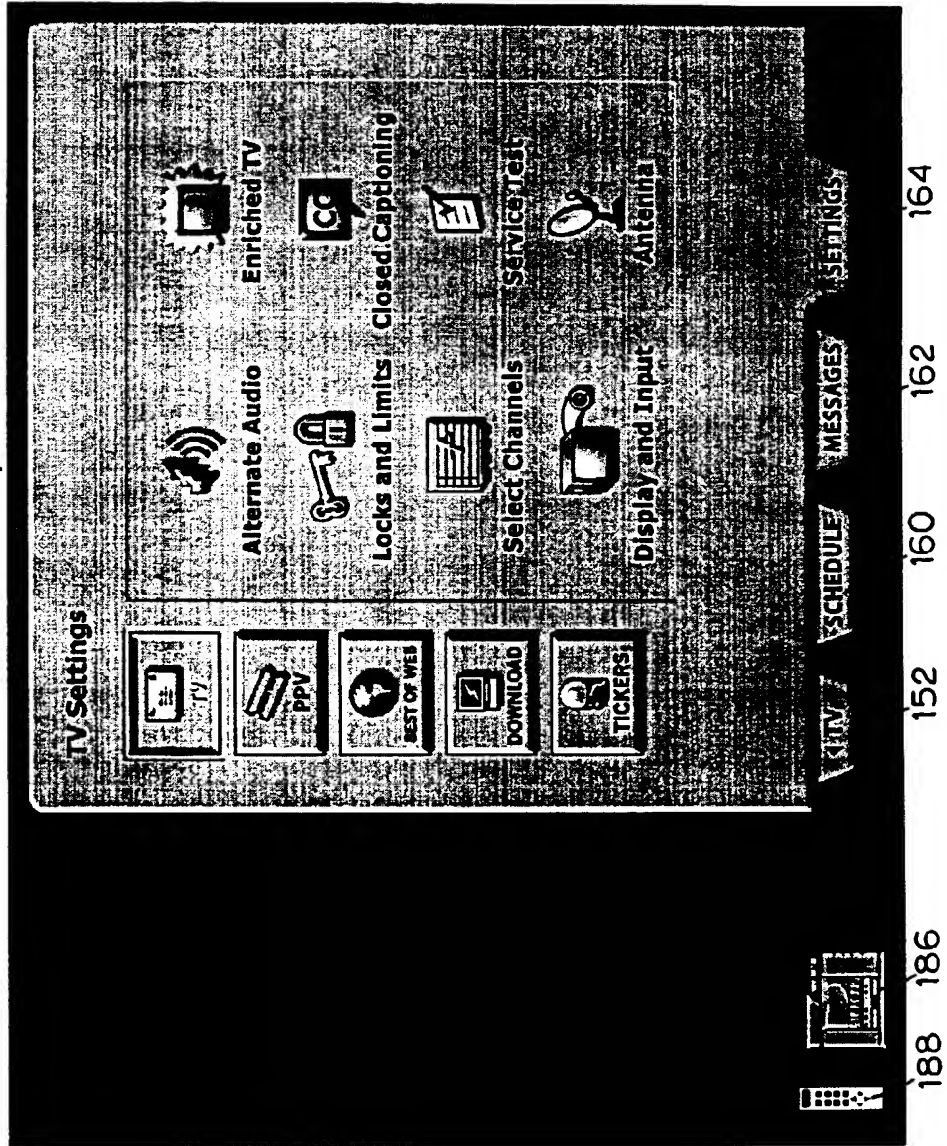 TV Settings
TV
PPV
BEST OF WEB
DOWNLOAD
TICKERS
Alternate Audio
Enriched TV
Locks and Limits
Closed Captioning
Select Channels
Service Test
Display and Input
Antenna
TV
SCHEDULE
MESSAGES
SETTINGS
CC
188
186
152
160
162
164